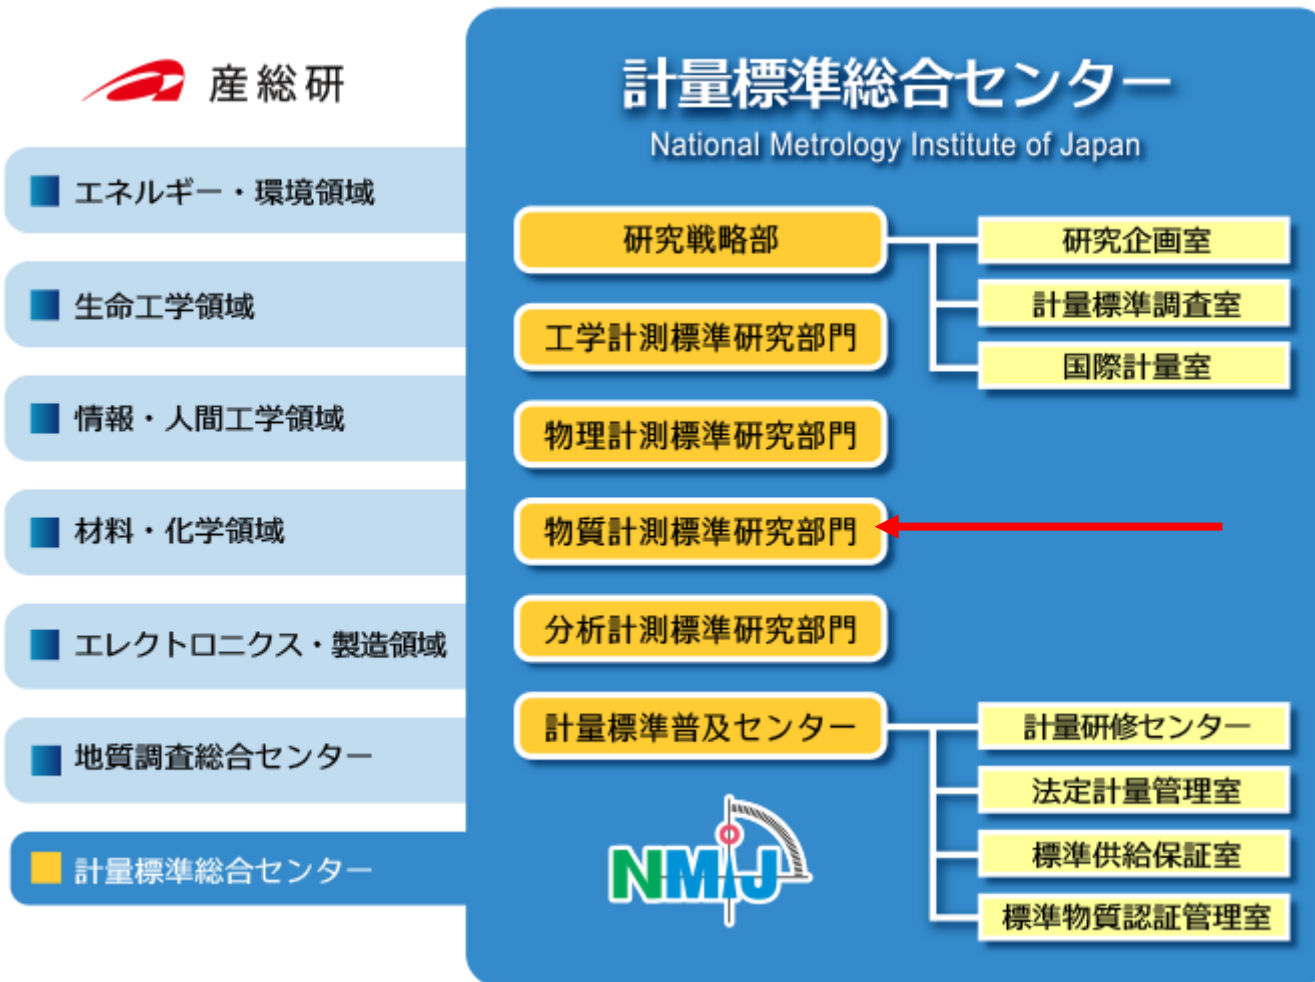 産総研
エネルギー・環境領域
生命工学領域
情報・人間工学領域
材料・化学領域
エレクトロニクス・製造領域
地質調査総合センター
計量標準総合センター
計量標準総合センター
National Metrology Institute of Japan
研究戦略部
研究企画室
計量標準調査室
国際計量室
工学計測標準研究部門
物理計測標準研究部門
物質計測標準研究部門
分析計測標準研究部門
計量標準普及センター
計量研修センター
法定計量管理室
標準供給保証室
標準物質認証管理室
NMIJ